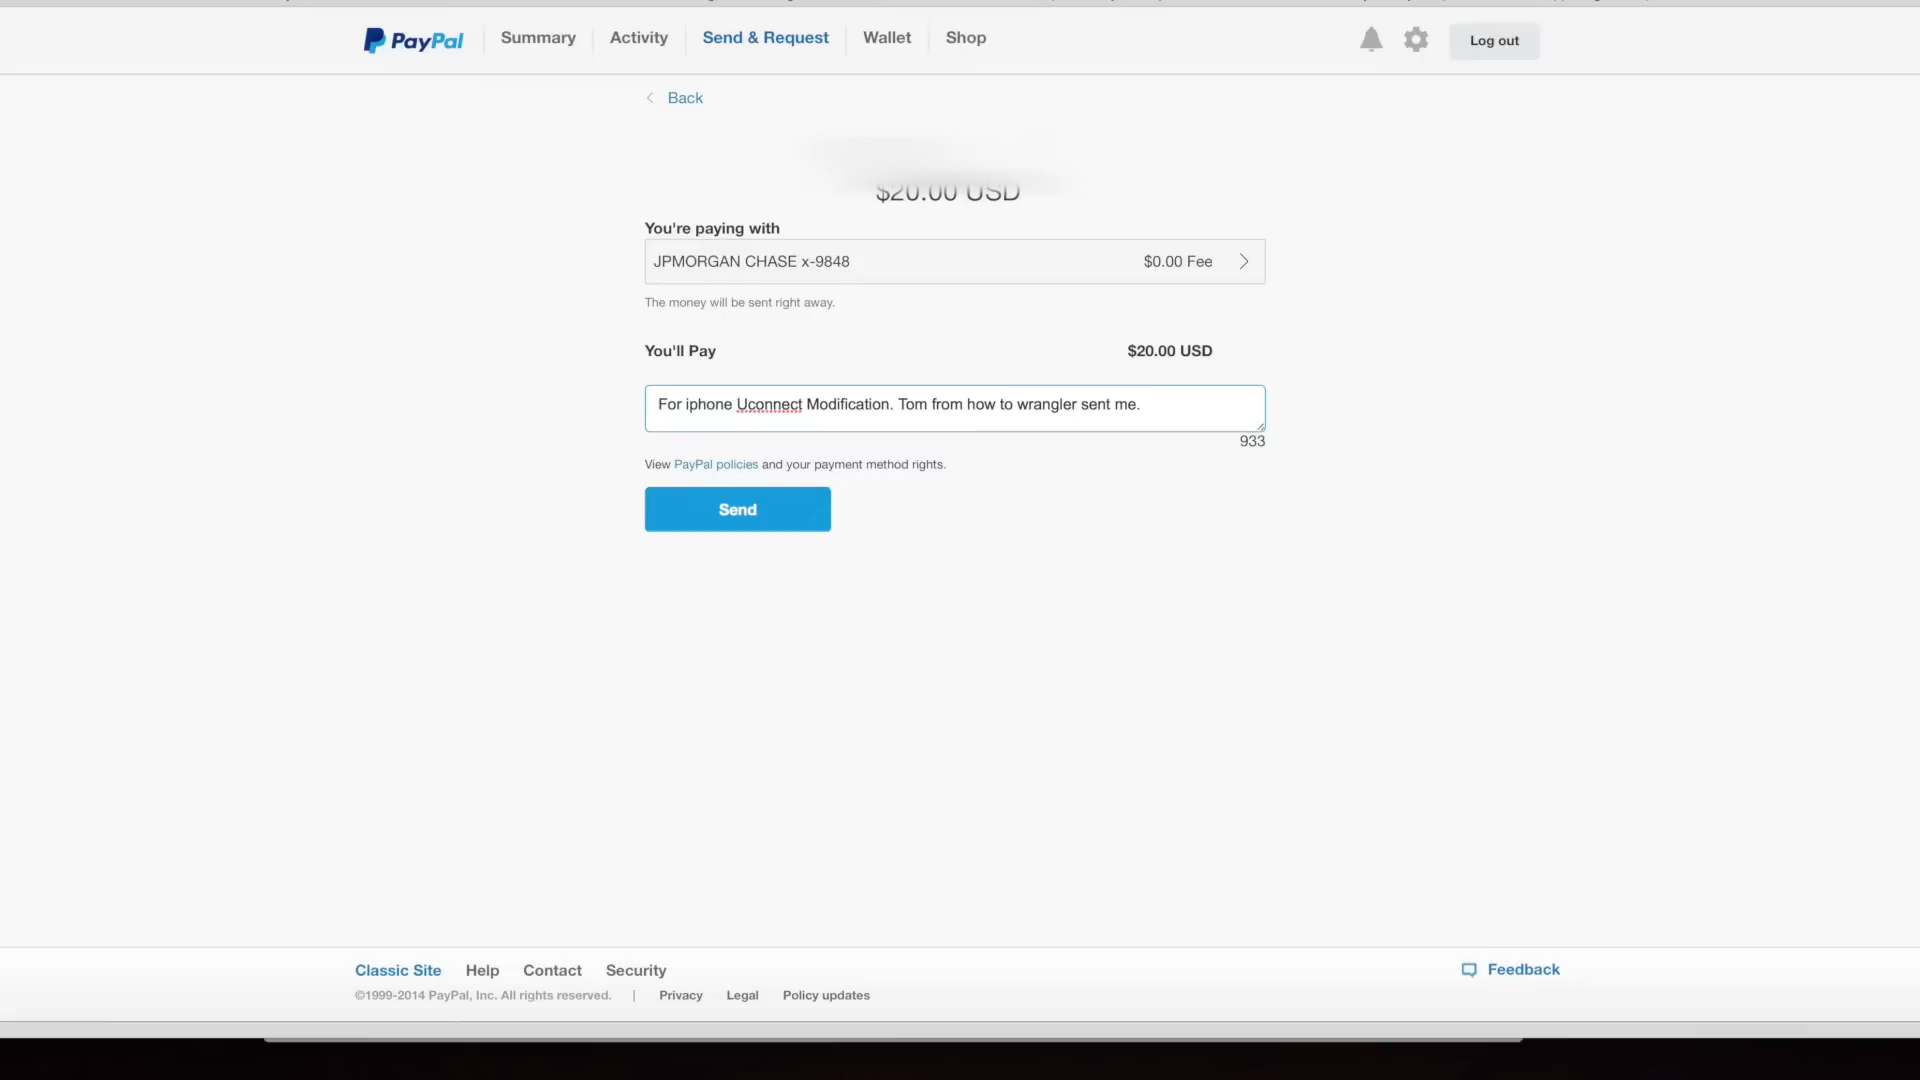 PayPal Summary Activity Send & Request Wallet Shop Log out
Back
$20.00 USD
You're paying with
JPMORGAN CHASE x-9848 $0.00 Fee
The money will be sent right away.
You'll Pay $20.00 USD
For iphone Uconnect Modification. Tom from how to wrangler sent me.
933
View PayPal policies and your payment method rights.
Send
Classic Site Help Contact Security Feedback
©1999-2014 PayPal, Inc. All rights reserved. | Privacy Legal Policy updates